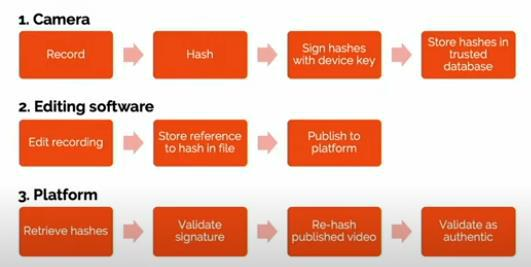 1. Camera
Record
Hash
Sign hashes
with device key
Store hashes in
trusted
database
2. Editing software
Edit recording
Store reference
to hash in file
Publish to
platform
3. Platform
Retrieve hashes
Validate
signature
Re-hash
published video
Validate as
authentic